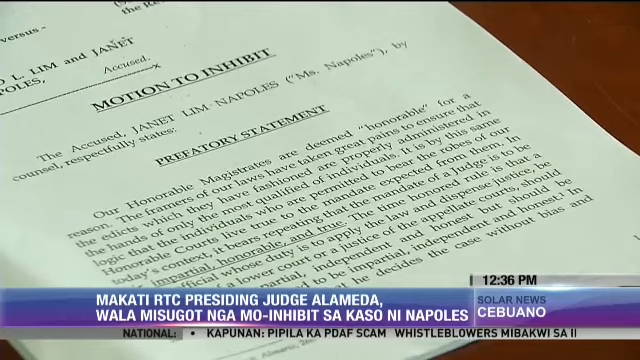 versus -
O L. LIM and JANET
Accused.
x
MOTION TO INHIBIT
The Accused, JANET LIM-NAPOLES ("Ms. Napoles"), by
counsel, respectfully states:
PREFATORY STATEMENT
Our Honorable Magistrates are deemed "honorable" for a
reason. The framers of our laws have taken great pains to ensure that
the edicts which they have fashioned are properly administered in
the hands of only the most qualified of individuals. It is by this same
logic that the individuals who are permitted to bear the robes of our
Honorable Courts live true to the mandate expected from them. In
today's context, it bears repeating that the mandate of a Judge is to be
impartial, honorable, and true. The time honored rule is that a
official whose duty is to apply the law and dispense justice, be
lower court or a justice of the appellate courts, should
independent and honest but should be
to be impartial, independent and honest; in
he decides the case without bias and
12:36 PM
SOLAR NEWS
CEBUANO
MAKATI RTC PRESIDING JUDGE ALAMEDA,
WALA MISUGOT NGA MO-INHIBIT SA KASO NI NAPOLES
NATIONAL: • KAPUNAN: PIPILA KA PDAF SCAM WHISTLEBLOWERS MIBAKWI SA